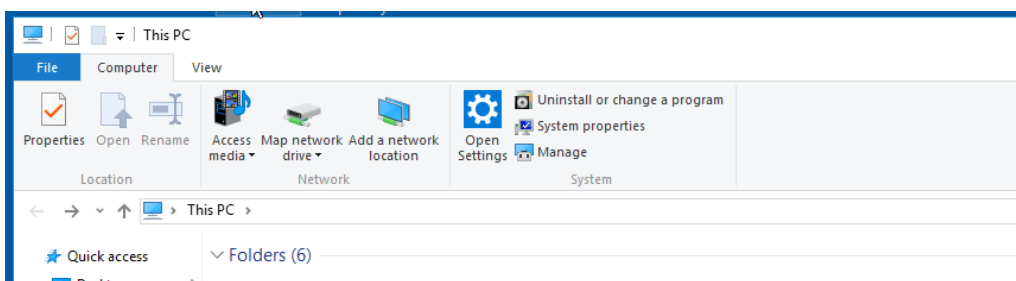 This PC
File Computer View
Properties Open Rename Access media Map network drive Add a network location Open Settings Uninstall or change a program
System properties
Manage
Location Network System
This PC
Quick access Folders (6)